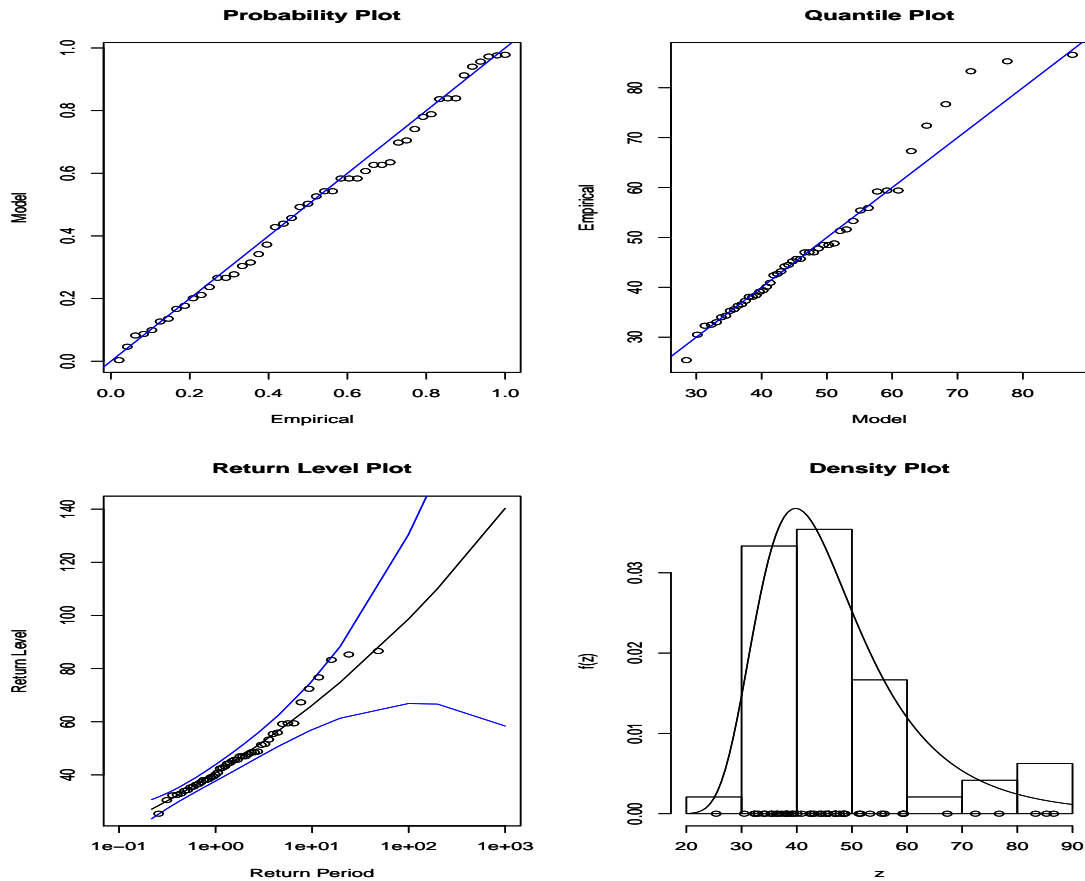 Probability Plot
Model
0.0 0.2 0.4 0.6 0.8 1.0
0.0 0.2 0.4 0.6 0.8 1.0
Empirical
Quantile Plot
Empirical
30 40 50 60 70 80
30 40 50 60 70 80
Model
Return Level Plot
Return Level
40 60 80 100 120 140
1e-01 1e+00 1e+01 1e+02 1e+03
Return Period
Density Plot
f(z)
0.00 0.01 0.02 0.03
20 30 40 50 60 70 80 90
z